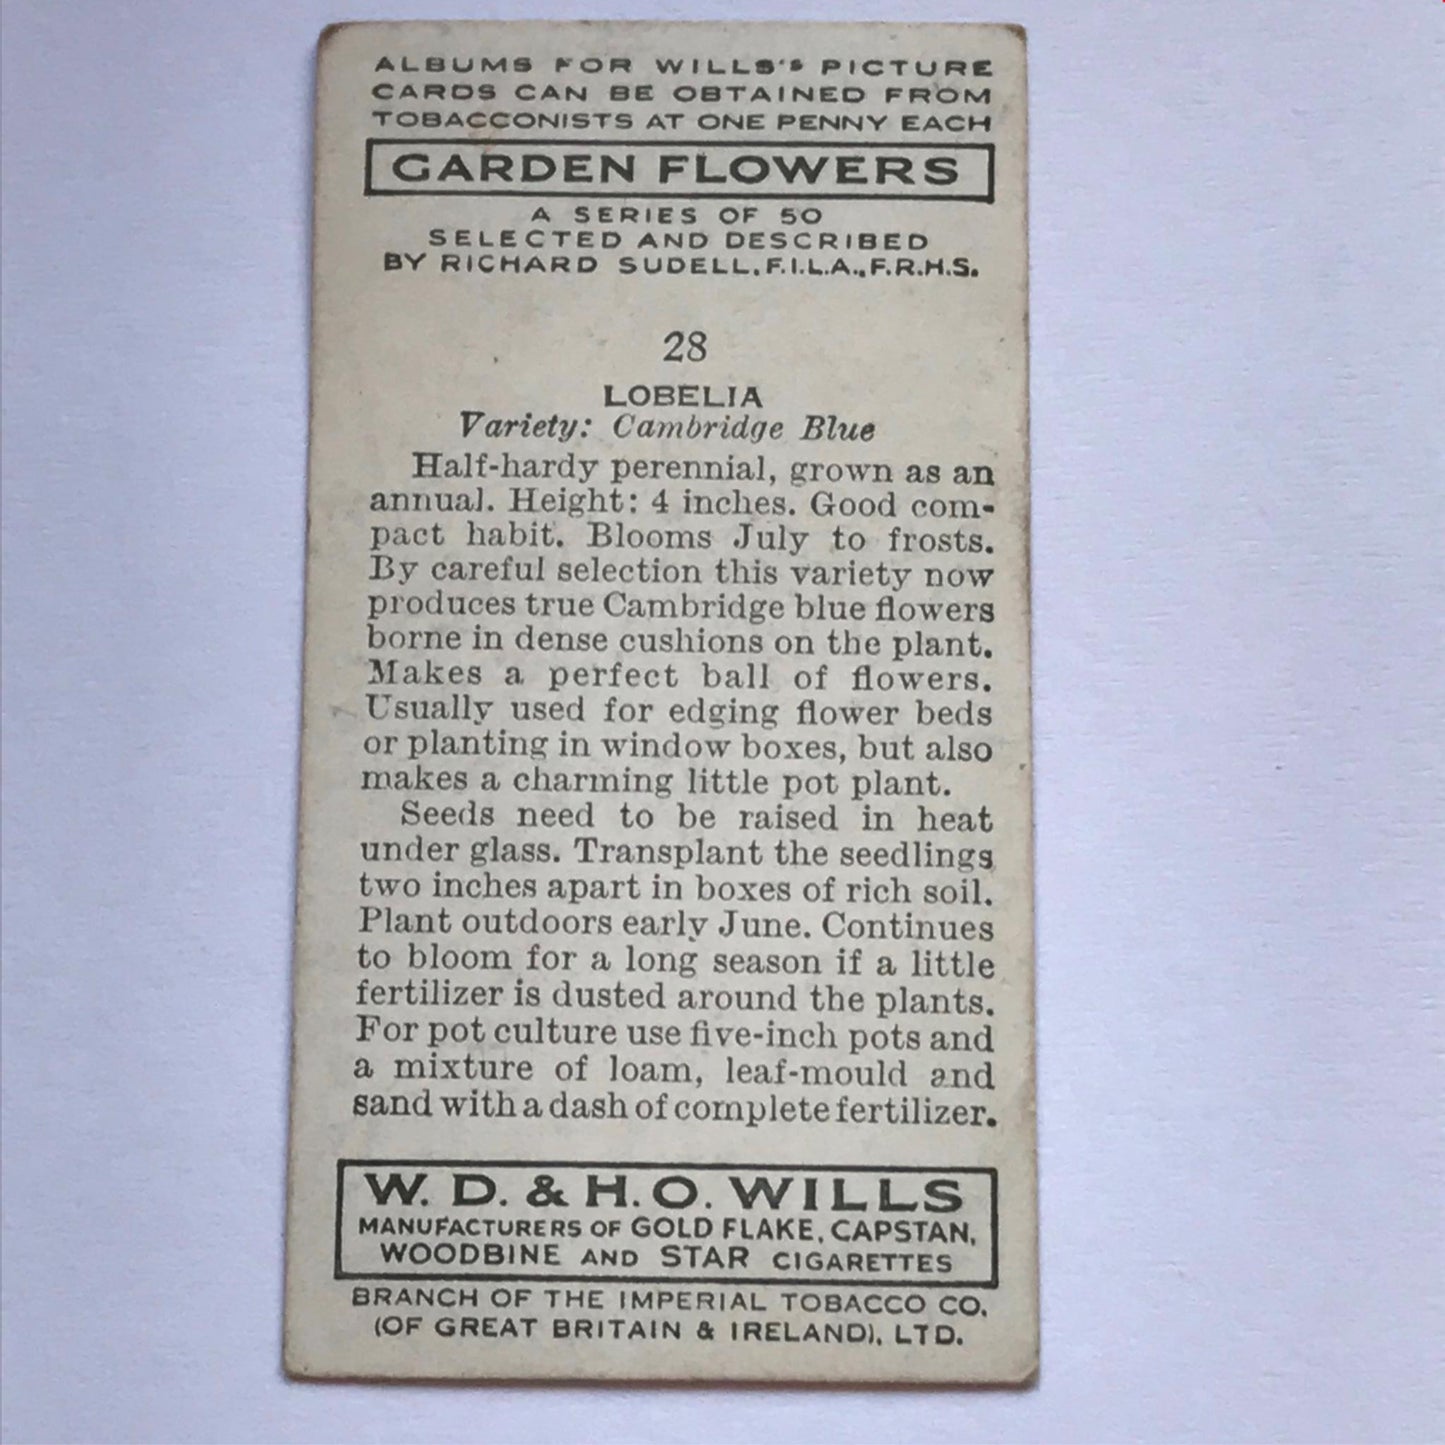 ALBUMS FOR WILLS'S PICTURE
CARDS CAN BE OBTAINED FROM
TOBACCONISTS AT ONE PENNY EACH
GARDEN FLOWERS
A SERIES OF 50
SELECTED AND DESCRIBED
BY RICHARD SUDELL, F.I.L.A., F.R.H.S.
28
LOBELIA
Variety: Cambridge Blue
Half-hardy perennial, grown as an
annual. Height: 4 inches. Good com-
pact habit. Blooms July to frosts.
By careful selection this variety now
produces true Cambridge blue flowers
borne in dense cushions on the plant.
Makes a perfect ball of flowers.
Usually used for edging flower beds
or planting in window boxes, but also
makes a charming little pot plant.
Seeds need to be raised in heat
under glass. Transplant the seedlings
two inches apart in boxes of rich soil.
Plant outdoors early June. Continues
to bloom for a long season if a little
fertilizer is dusted around the plants.
For pot culture use five-inch pots and
a mixture of loam, leaf-mould and
sand with a dash of complete fertilizer.
W. D. & H. O. WILLS
MANUFACTURERS OF GOLD FLAKE, CAPSTAN,
WOODBINE AND STAR CIGARETTES
BRANCH OF THE IMPERIAL TOBACCO CO.
(OF GREAT BRITAIN & IRELAND), LTD.